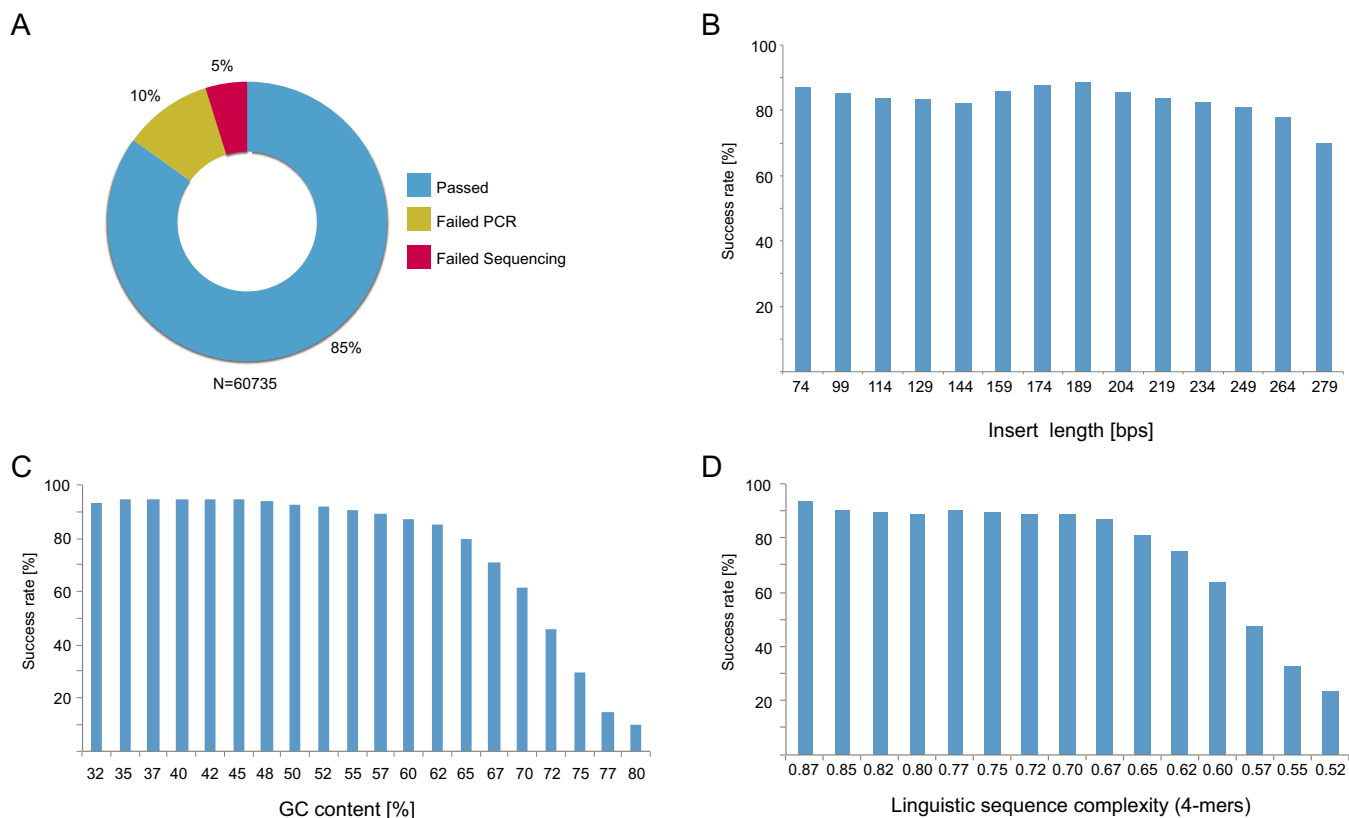 A
5%
10%
85%
N=60735
Passed
Failed PCR
Failed Sequencing
B
Success rate [%]
100
80
60
40
20
74 99 114 129 144 159 174 189 204 219 234 249 264 279
Insert length [bps]
C
Success rate [%]
100
80
60
40
20
32 35 37 40 42 45 48 50 52 55 57 60 62 65 67 70 72 75 77 80
GC content [%]
D
Success rate [%]
100
80
60
40
20
0.87 0.85 0.82 0.80 0.77 0.75 0.72 0.70 0.67 0.65 0.62 0.60 0.57 0.55 0.52
Linguistic sequence complexity (4-mers)